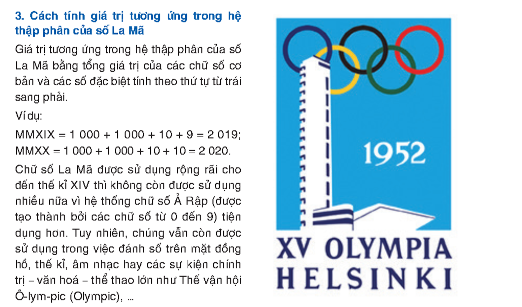 3. Cách tính giá trị tương ứng trong hệ
thập phân của số La Mã
Giá trị tương ứng trong hệ thập phân của số
La Mã bằng tổng giá trị của các chữ số cơ
bản và các số đặc biệt tính theo thứ tự từ trái
sang phải.
Ví dụ:
MMXIX = 1 000 + 1 000 + 10 + 9 = 2 019;
MMXX = 1 000 + 1 000 + 10 + 10 = 2 020.
Chữ số La Mã được sử dụng rộng rãi cho
đến thế kỉ XIV thì không còn được sử dụng
nhiều nữa vì hệ thống chữ số Ả Rập (được
tạo thành bởi các chữ số từ 0 đến 9) tiện
dụng hơn. Tuy nhiên, chúng vẫn còn được
sử dụng trong việc đánh số trên mặt đồng
hồ, thế kỉ, âm nhạc hay các sự kiện chính
trị – văn hoá – thể thao lớn như Thế vận hội
Ô-lym-pic (Olympic), ...
1952
XV OLYMPIA
HELSINKI